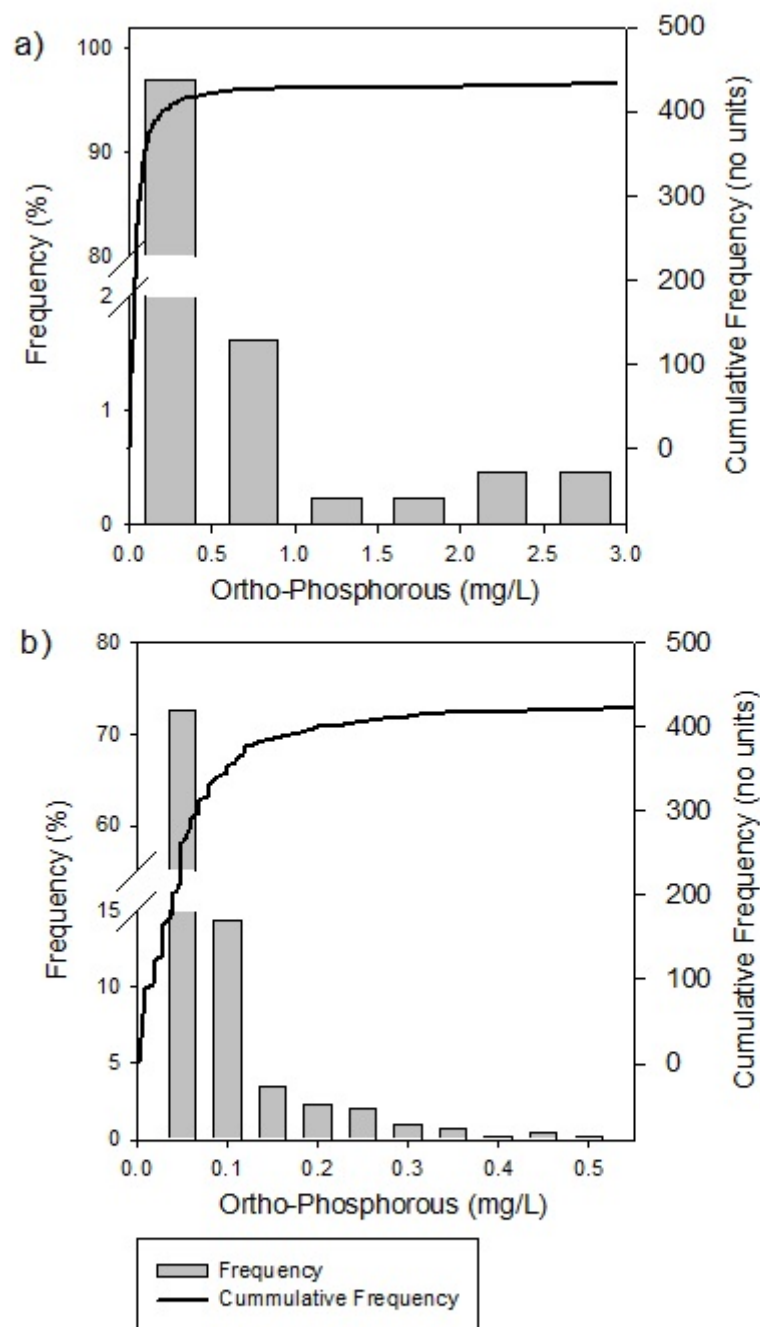 a)
100
90
80
2
1
0
Frequency (%)
500
400
300
200
100
0
Cumulative Frequency (no units)
0.0 0.5 1.0 1.5 2.0 2.5 3.0
Ortho-Phosphorous (mg/L)
b)
80
70
60
15
10
5
0
Frequency (%)
500
400
300
200
100
0
Cumulative Frequency (no units)
0.0 0.1 0.2 0.3 0.4 0.5
Ortho-Phosphorous (mg/L)
Frequency
Cummulative Frequency